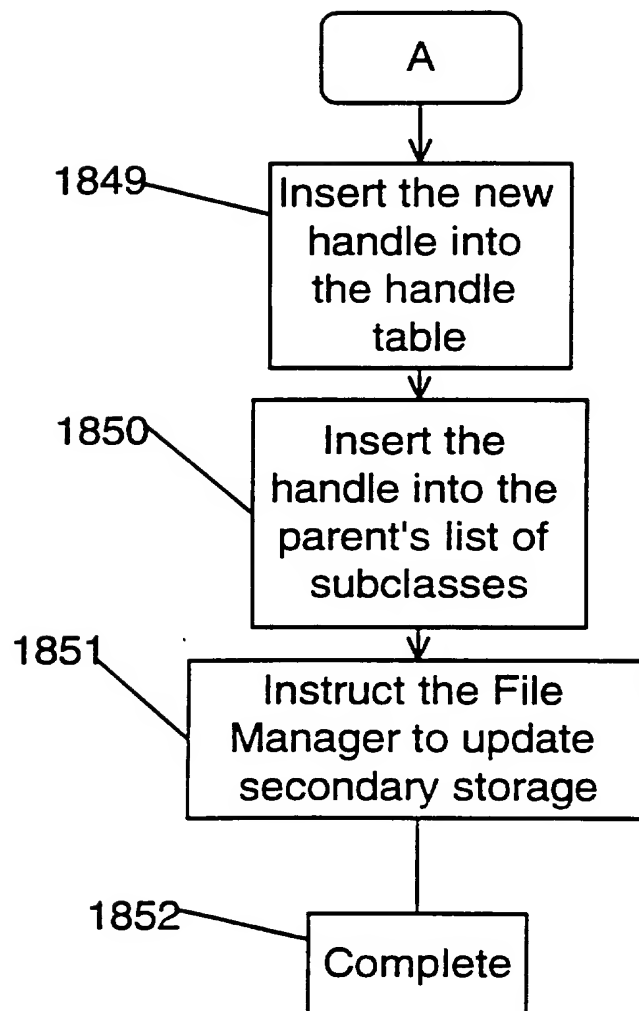 A
1849
Insert the new
handle into
the handle
table
1850
Insert the
handle into the
parent's list of
subclasses
1851
Instruct the File
Manager to update
secondary storage
1852
Complete